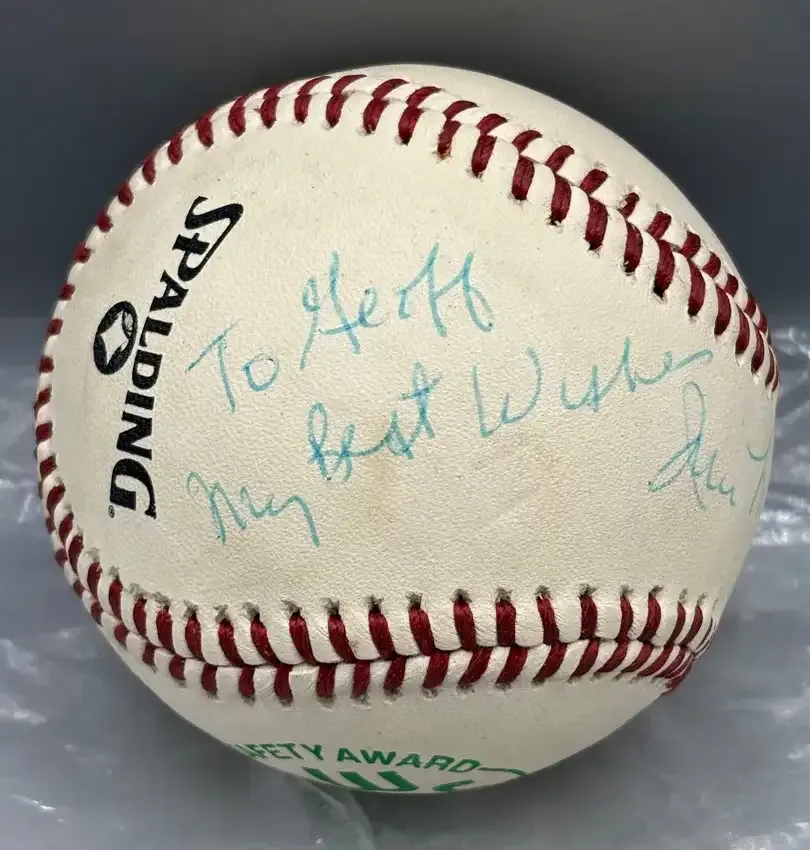 SPALDING
To Geoff
My Best Wishes
SAFETY AWARD